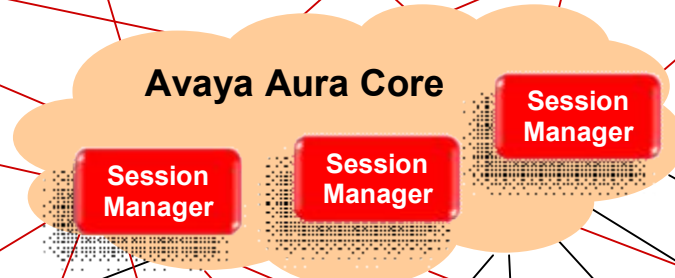 Avaya Aura Core
Session
Manager
Session
Manager
Session
Manager